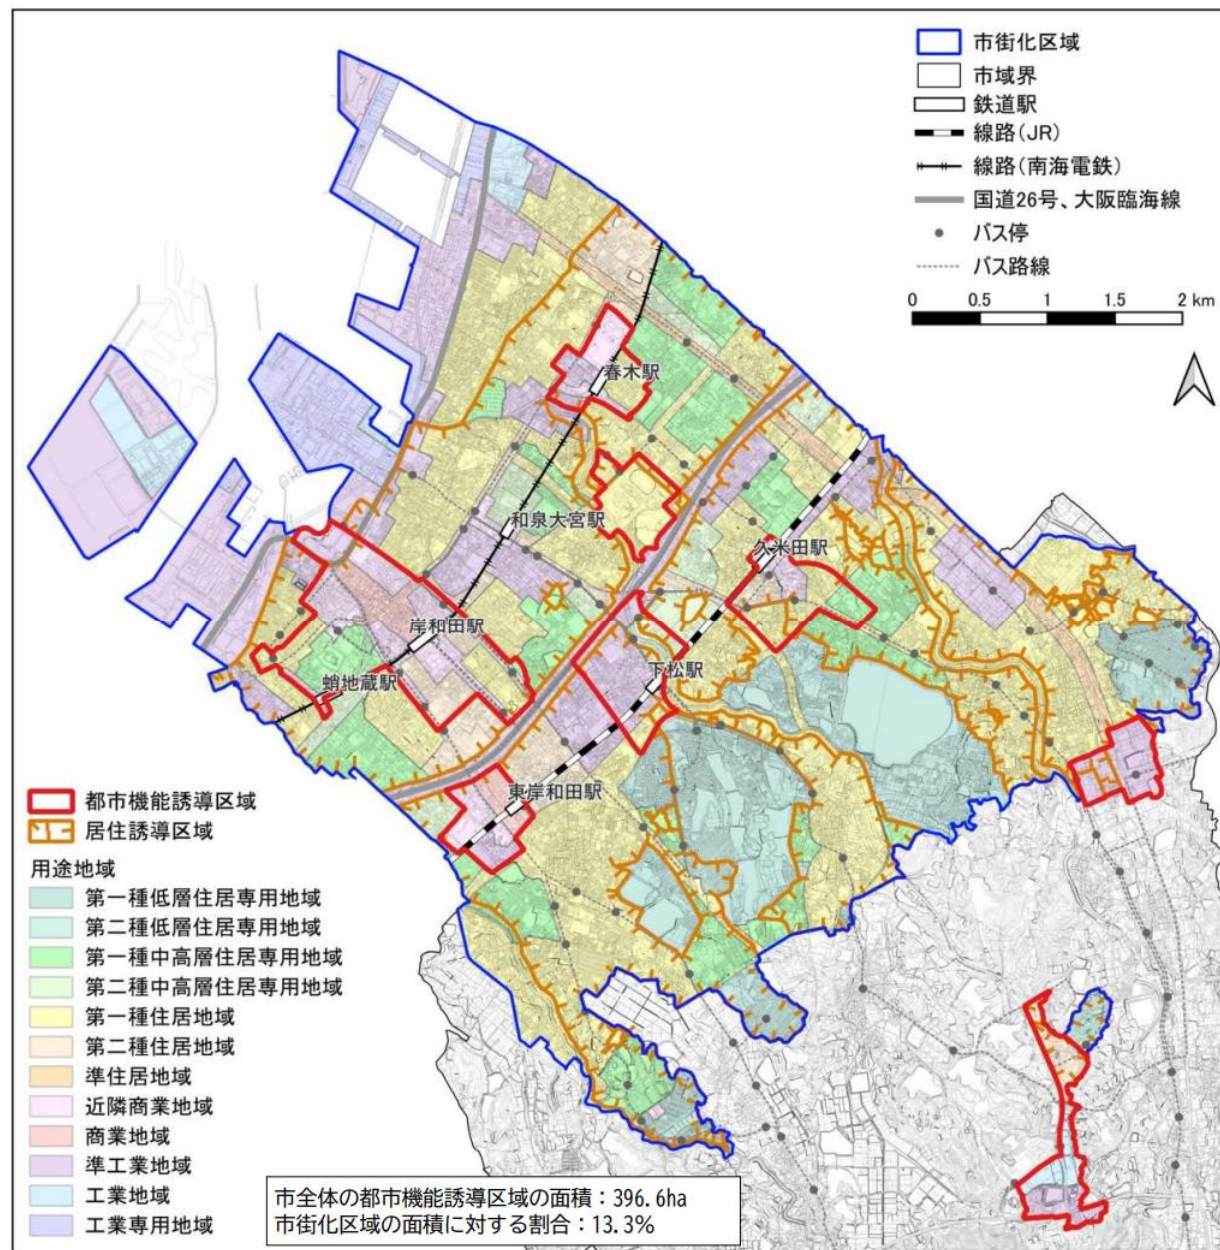 市街化区域
市域界
鉄道駅
線路(JR)
線路(南海電鉄)
国道26号、大阪臨海線
バス停
バス路線
0 0.5 1 1.5 2 km
春木駅
和泉大宮駅
久米田駅
岸和田駅
下松駅
蛸地蔵駅
東岸和田駅
都市機能誘導区域
居住誘導区域
用途地域
第一種低層住居専用地域
第二種低層住居専用地域
第一種中高層住居専用地域
第二種中高層住居専用地域
第一種住居地域
第二種住居地域
準住居地域
近隣商業地域
商業地域
準工業地域
工業地域
工業専用地域
市全体の都市機能誘導区域の面積：396.6ha
市街化区域の面積に対する割合：13.3%